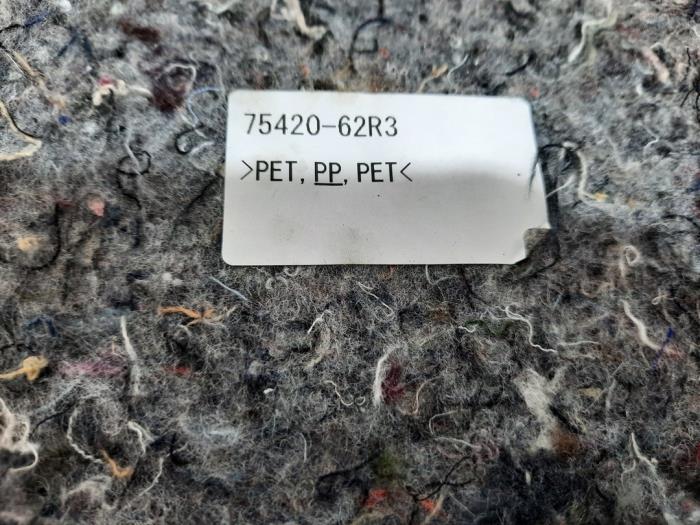 75420-62R3
>PET, PP, PET<